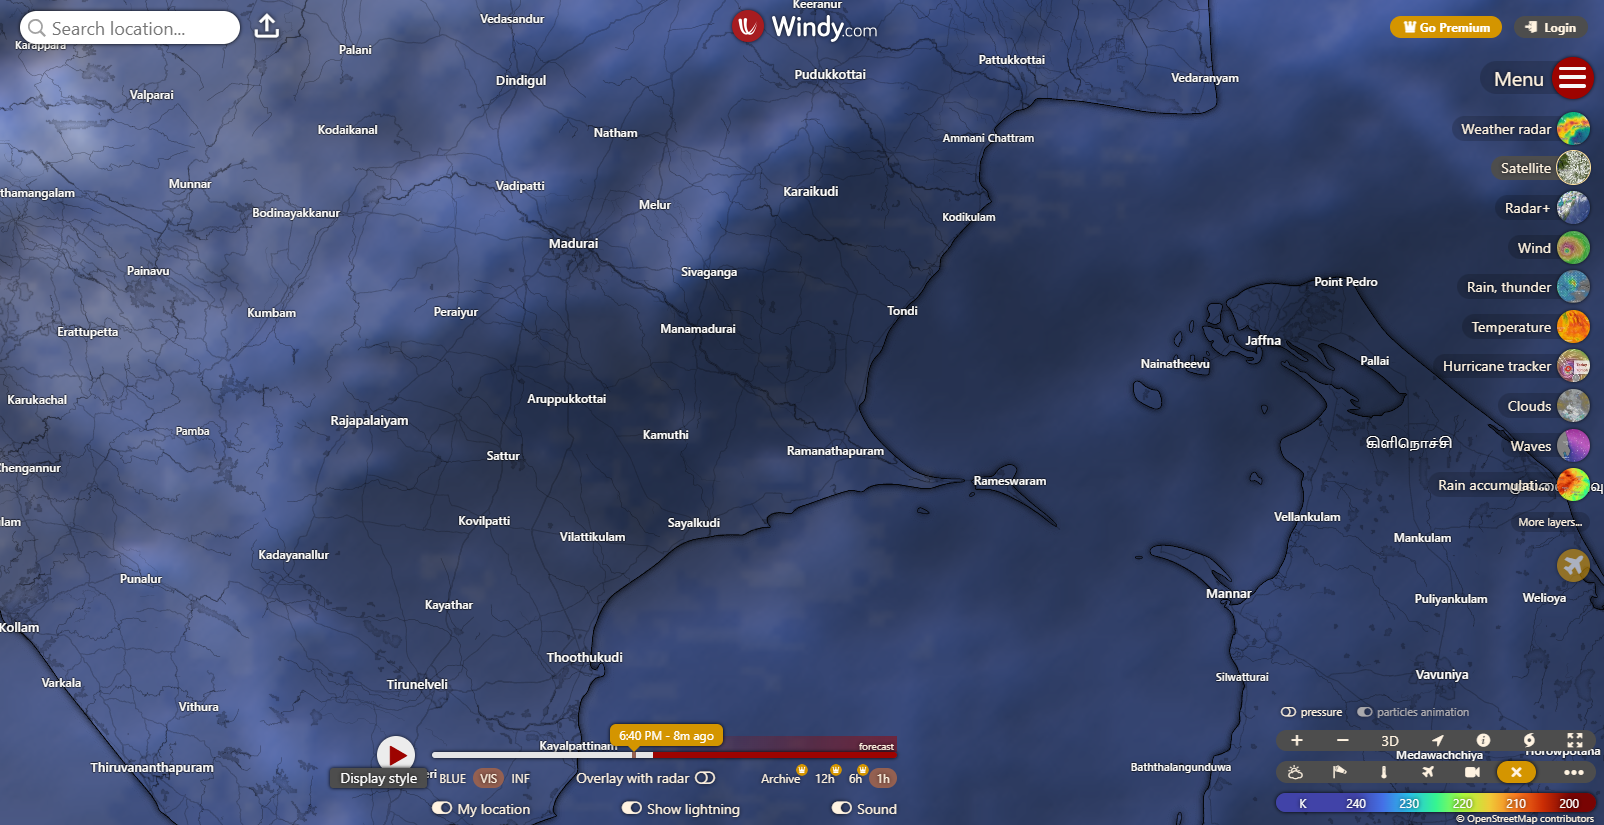 Search location...
Windy.com
Go Premium
Login
Menu
Weather radar
Satellite
Radar+
Wind
Rain, thunder
Temperature
Hurricane tracker
Clouds
Waves
Rain accumulati...
More layers...
Keeranur
Vedasandur
Karappara
Palani
Pattukkottai
Pudukkottai
Vedaranyam
Dindigul
Valparai
Kodaikanal
Natham
Ammani Chattram
Munnar
Vadipatti
Karaikudi
thamangalam
Melur
Bodinayakkanur
Kodikulam
Madurai
Painavu
Sivaganga
Point Pedro
Kumbam
Peraiyur
Tondi
Erattupetta
Manamadurai
Jaffna
Nainatheevu
Pallai
Karukachal
Aruppukkottai
Rajapalaiyam
Pamba
Kamuthi
கிளிநொச்சி
Sattur
Ramanathapuram
Chengannur
Rameswaram
lam
Kovilpatti
Sayalkudi
Vellankulam
Vilattikulam
Mankulam
Kadayanallur
Punalur
Mannar
Puliyankulam
Welioya
Kayathar
Kollam
Thoothukudi
Varkala
Tirunelveli
Silwatturai
Vavuniya
Vithura
Kayalpattinam
Thiruvananthapuram
Baththalangunduwa
Medawachchiya
Horowpotana
6:40 PM - 8m ago
forecast
Display style
eri
BLUE
VIS
INF
Overlay with radar
Archive
12h
6h
1h
My location
Show lightning
Sound
pressure
particles animation
3D
K 240 230 220 210 200
© OpenStreetMap contributors